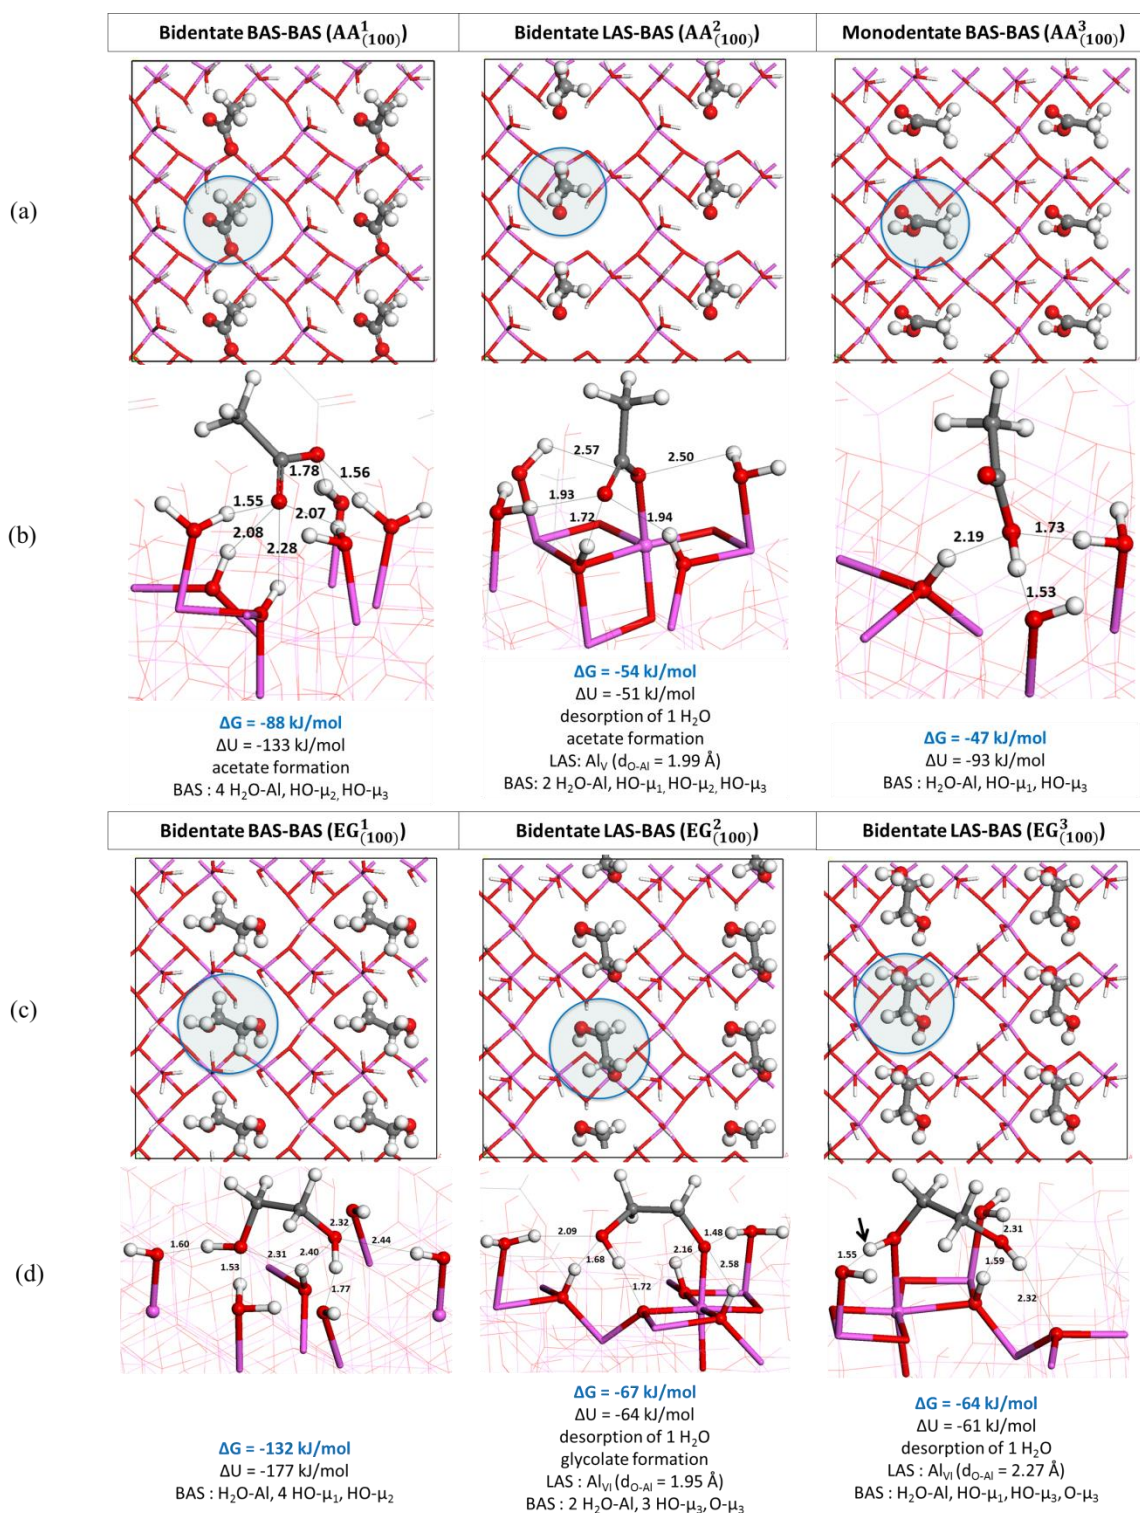 Bidentate BAS-BAS (AA¹₍₁₀₀₎)
Bidentate LAS-BAS (AA²₍₁₀₀₎)
Monodentate BAS-BAS (AA³₍₁₀₀₎)
(a)
(b)
1.78
1.56
1.55
2.07
2.08
2.28
2.57
2.50
1.93
1.72
1.94
2.19
1.73
1.53
ΔG = -88 kJ/mol
ΔU = -133 kJ/mol
acetate formation
BAS : 4 H₂O-Al, HO-μ₂, HO-μ₃
ΔG = -54 kJ/mol
ΔU = -51 kJ/mol
desorption of 1 H₂O
acetate formation
LAS: Al_V (d_O-Al = 1.99 Å)
BAS: 2 H₂O-Al, HO-μ₁, HO-μ₂, HO-μ₃
ΔG = -47 kJ/mol
ΔU = -93 kJ/mol
BAS : H₂O-Al, HO-μ₁, HO-μ₃
Bidentate BAS-BAS (EG¹₍₁₀₀₎)
Bidentate LAS-BAS (EG²₍₁₀₀₎)
Bidentate LAS-BAS (EG³₍₁₀₀₎)
(c)
(d)
2.32
1.60
2.31
2.40
2.44
1.53
1.77
2.09
1.48
1.68
2.16
2.58
1.72
2.31
1.55
1.59
2.32
ΔG = -132 kJ/mol
ΔU = -177 kJ/mol
BAS : H₂O-Al, 4 HO-μ₁, HO-μ₂
ΔG = -67 kJ/mol
ΔU = -64 kJ/mol
desorption of 1 H₂O
glycolate formation
LAS : Al_VI (d_O-Al = 1.95 Å)
BAS : 2 H₂O-Al, 3 HO-μ₃, O-μ₃
ΔG = -64 kJ/mol
ΔU = -61 kJ/mol
desorption of 1 H₂O
LAS : Al_VI (d_O-Al = 2.27 Å)
BAS : H₂O-Al, HO-μ₁, HO-μ₃, O-μ₃